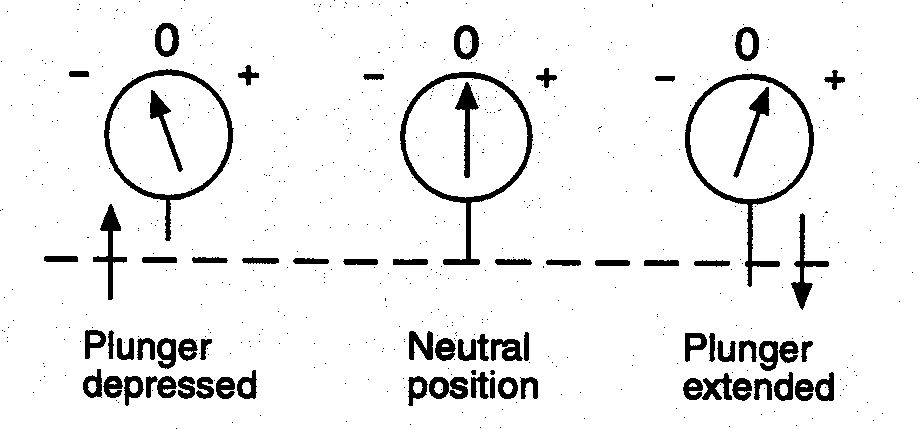 0
- +
0
- +
0
- +
Plunger
depressed
Neutral
position
Plunger
extended